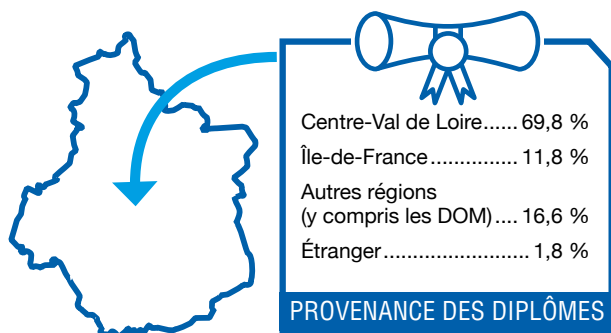 Centre-Val de Loire...... 69,8 %
Île-de-France............... 11,8 %
Autres régions
(y compris les DOM).... 16,6 %
Étranger....................... 1,8 %
PROVENANCE DES DIPLÔMES